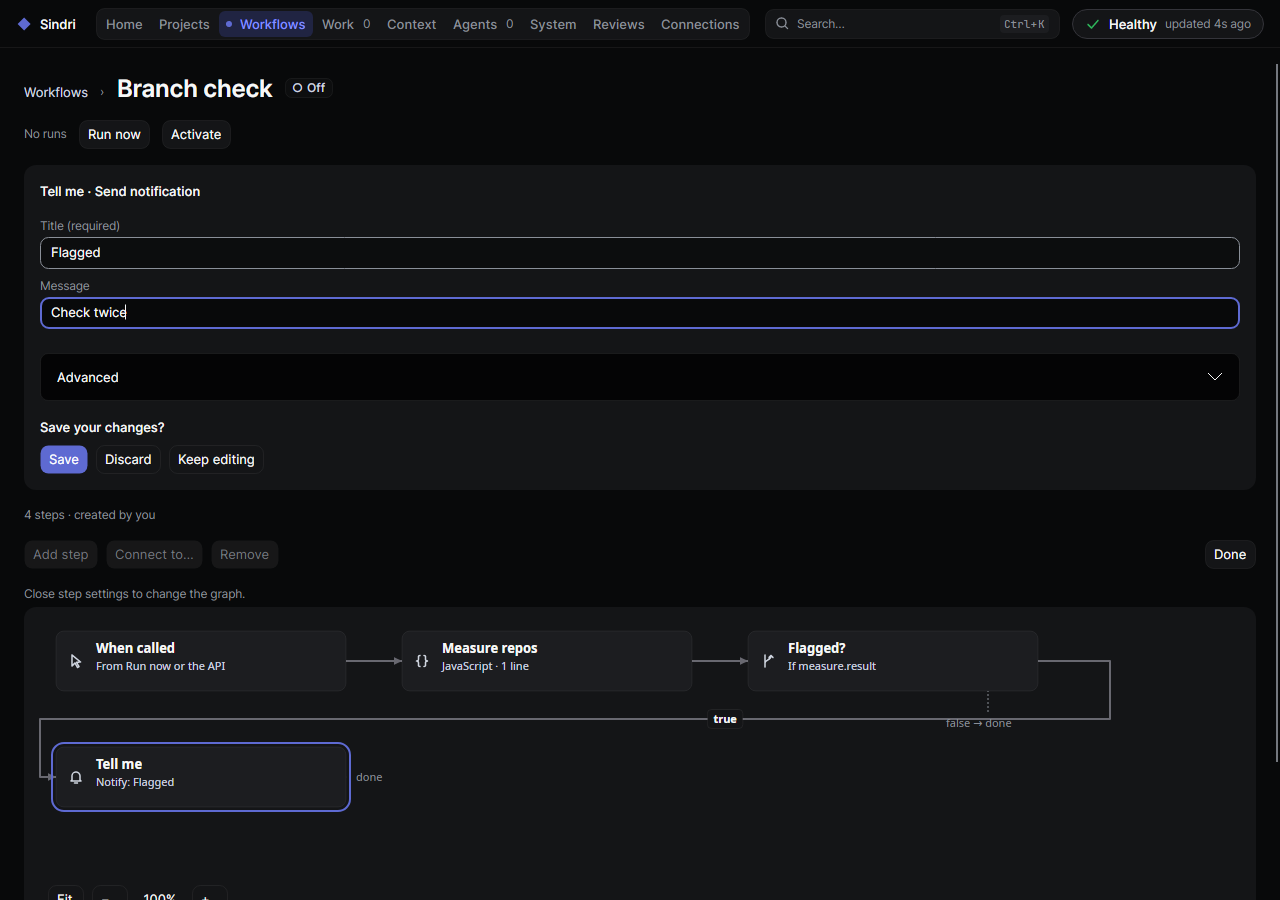 Sindri Home Projects Workflows Work 0 Context Agents 0 System Reviews Connections Search... Ctrl+K Healthy updated 4s ago
Workflows › Branch check Off
No runs Run now Activate
Tell me · Send notification
Title (required)
Flagged
Message
Check twice
Advanced
Save your changes?
Save Discard Keep editing
4 steps · created by you
Add step Connect to... Remove Done
Close step settings to change the graph.
When called Measure repos Flagged?
From Run now or the API JavaScript · 1 line If measure.result
true
false → done
Tell me
Notify: Flagged
done
Fit − 100% +